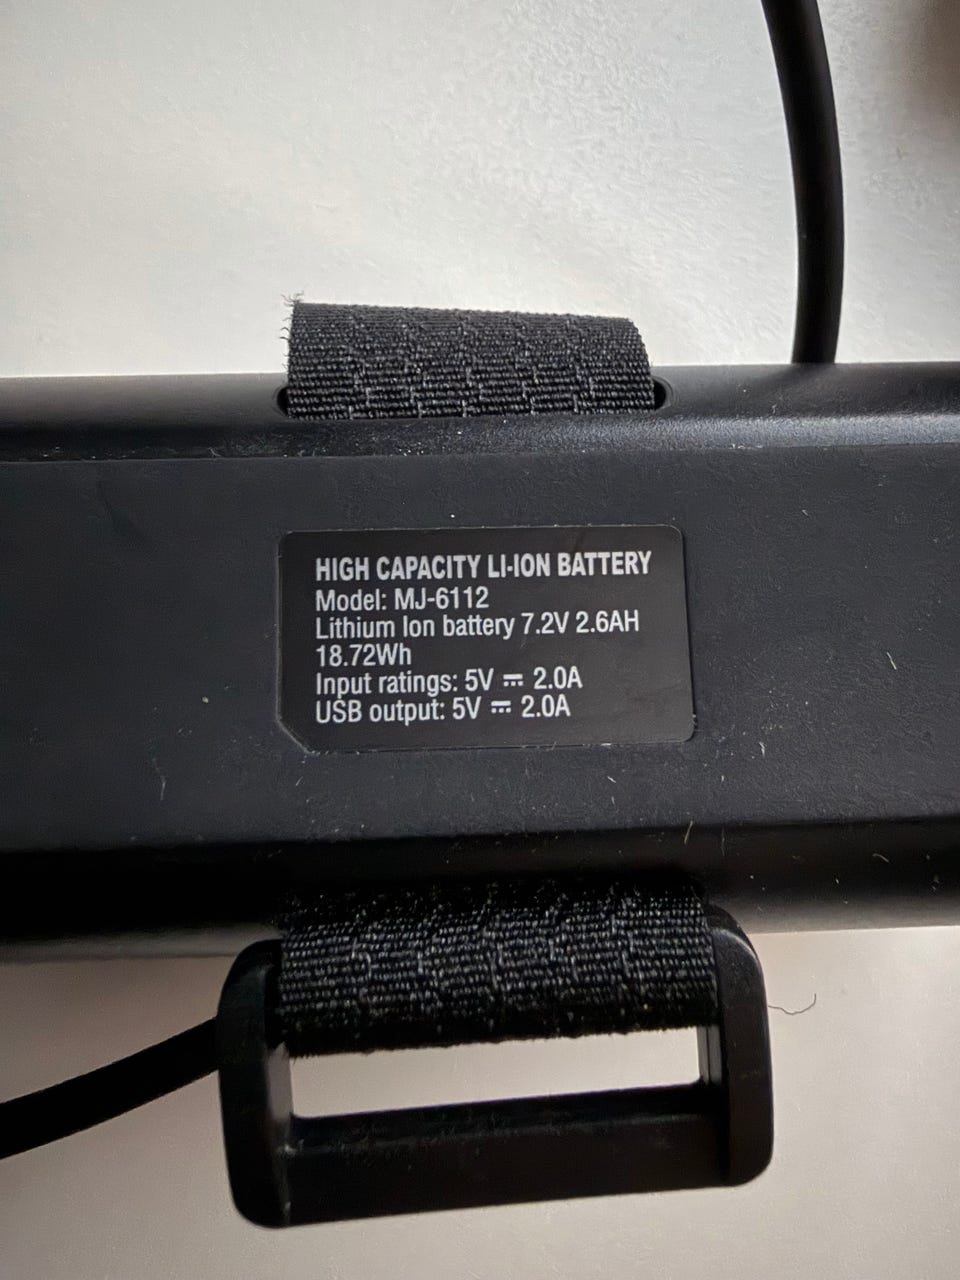 HIGH CAPACITY LI-ION BATTERY
Model: MJ-6112
Lithium Ion battery 7.2V 2.6AH
18.72Wh
Input ratings: 5V ⎓ 2.0A
USB output: 5V ⎓ 2.0A